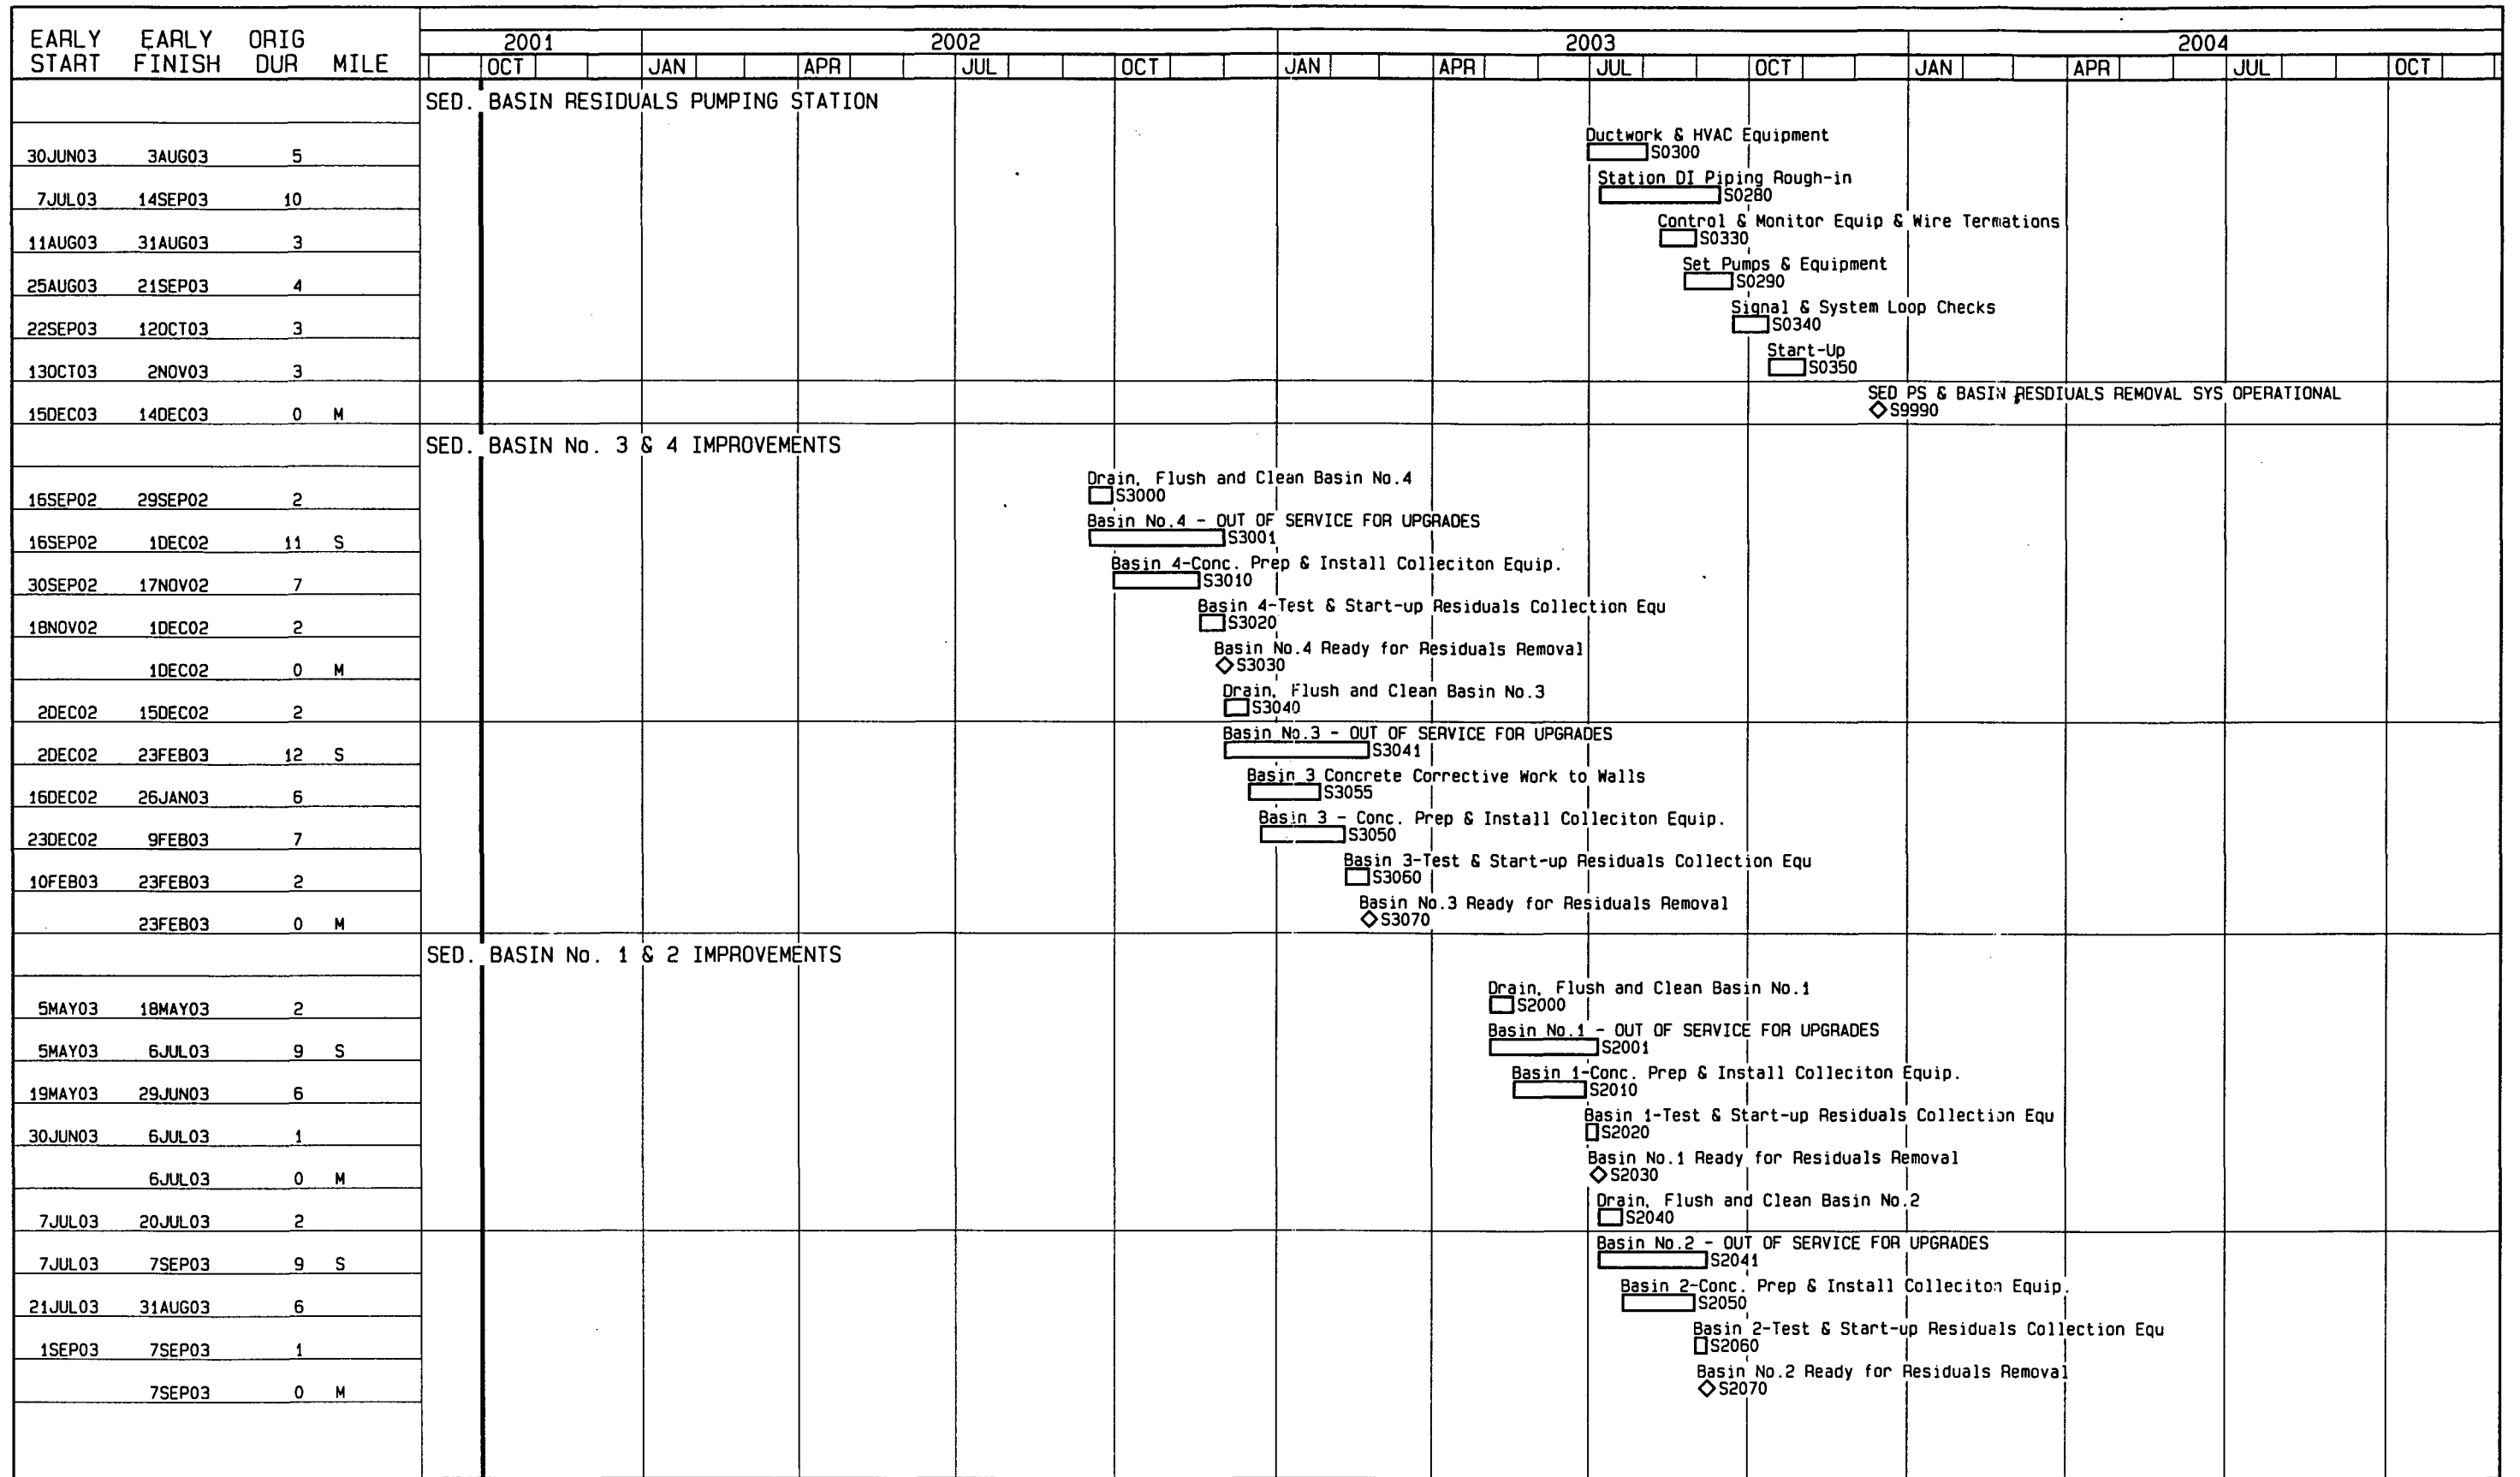 EARLY EARLY ORIG
START FINISH DUR MILE
2001 2002 2003 2004
OCT JAN APR JUL OCT JAN APR JUL OCT JAN APR JUL OCT
SED. BASIN RESIDUALS PUMPING STATION
Ductwork & HVAC Equipment
30JUN03 3AUG03 5 S0300
Station DI Piping Rough-in
7JUL03 14SEP03 10 S0280
Control & Monitor Equip & Wire Termations
11AUG03 31AUG03 3 S0330
Set Pumps & Equipment
25AUG03 21SEP03 4 S0290
Signal & System Loop Checks
22SEP03 12OCT03 3 S0340
Start-Up
13OCT03 2NOV03 3 S0350
SED PS & BASIN RESDIUALS REMOVAL SYS OPERATIONAL
15DEC03 14DEC03 0 M S9990
SED. BASIN No. 3 & 4 IMPROVEMENTS
Drain, Flush and Clean Basin No.4
16SEP02 29SEP02 2 S3000
Basin No.4 - OUT OF SERVICE FOR UPGRADES
16SEP02 1DEC02 11 S S3001
Basin 4-Conc. Prep & Install Colleciton Equip.
30SEP02 17NOV02 7 S3010
Basin 4-Test & Start-up Residuals Collection Equ
18NOV02 1DEC02 2 S3020
Basin No.4 Ready for Residuals Removal
1DEC02 0 M S3030
Drain, Flush and Clean Basin No.3
2DEC02 15DEC02 2 S3040
Basin No.3 - OUT OF SERVICE FOR UPGRADES
2DEC02 23FEB03 12 S S3041
Basin 3 Concrete Corrective Work to Walls
16DEC02 26JAN03 6 S3055
Basin 3 - Conc. Prep & Install Colleciton Equip.
23DEC02 9FEB03 7 S3050
Basin 3-Test & Start-up Residuals Collection Equ
10FEB03 23FEB03 2 S3060
Basin No.3 Ready for Residuals Removal
23FEB03 0 M S3070
SED. BASIN No. 1 & 2 IMPROVEMENTS
Drain, Flush and Clean Basin No.1
5MAY03 18MAY03 2 S2000
Basin No.1 - OUT OF SERVICE FOR UPGRADES
5MAY03 6JUL03 9 S S2001
Basin 1-Conc. Prep & Install Colleciton Equip.
19MAY03 29JUN03 6 S2010
Basin 1-Test & Start-up Residuals Collection Equ
30JUN03 6JUL03 1 S2020
Basin No.1 Ready for Residuals Removal
6JUL03 0 M S2030
Drain, Flush and Clean Basin No.2
7JUL03 20JUL03 2 S2040
Basin No.2 - OUT OF SERVICE FOR UPGRADES
7JUL03 7SEP03 9 S S2041
Basin 2-Conc. Prep & Install Colleciton Equip.
21JUL03 31AUG03 6 S2050
Basin 2-Test & Start-up Residuals Collection Equ
1SEP03 7SEP03 1 S2060
Basin No.2 Ready for Residuals Removal
7SEP03 0 M S2070